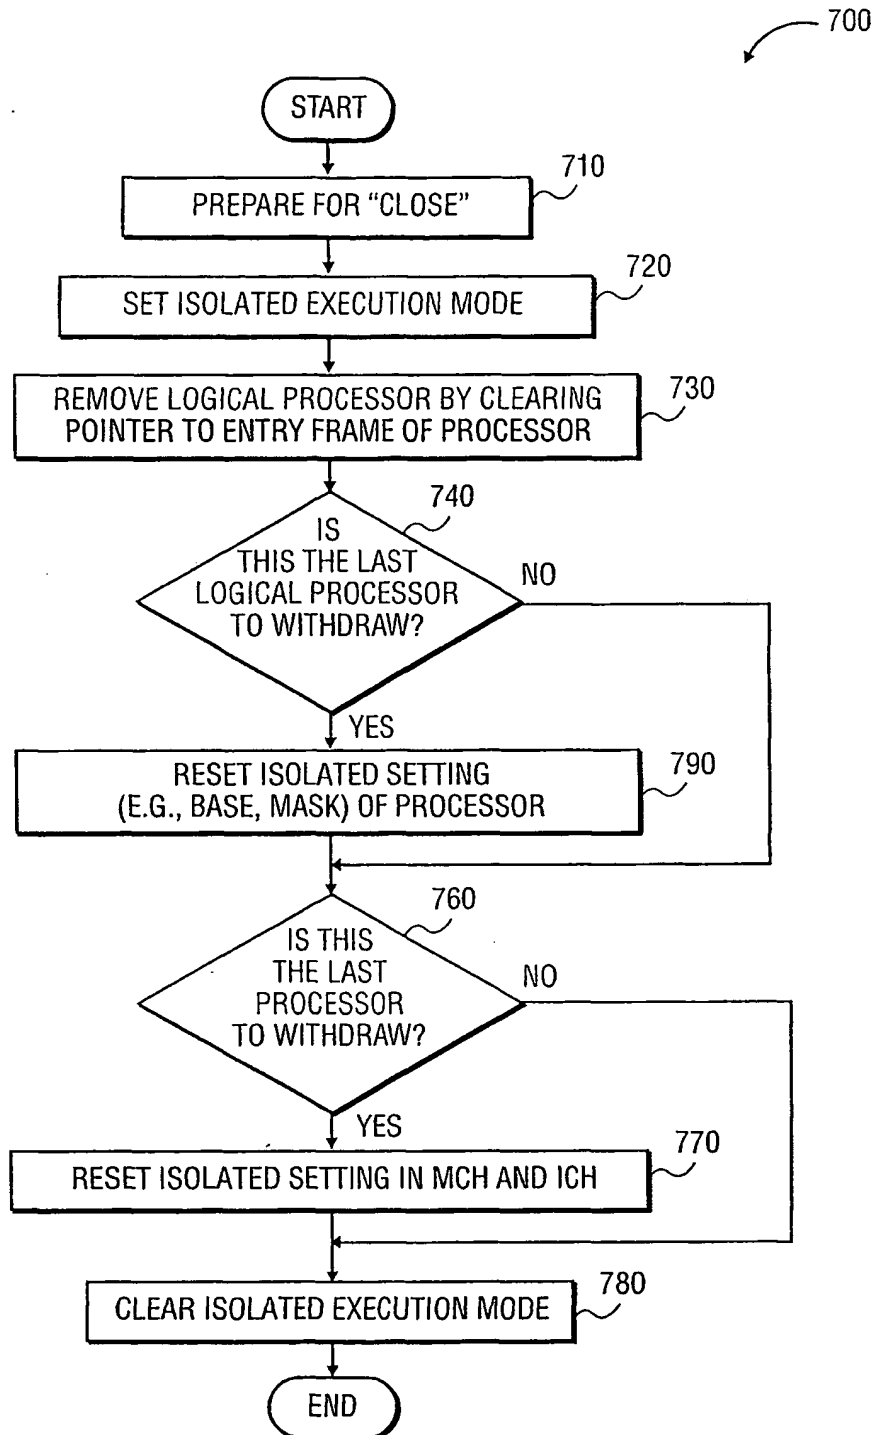 700
START
710
PREPARE FOR “CLOSE”
720
SET ISOLATED EXECUTION MODE
730
REMOVE LOGICAL PROCESSOR BY CLEARING
POINTER TO ENTRY FRAME OF PROCESSOR
740
IS
THIS THE LAST
LOGICAL PROCESSOR
TO WITHDRAW?
NO
YES
790
RESET ISOLATED SETTING
(E.G., BASE, MASK) OF PROCESSOR
760
IS THIS
THE LAST
PROCESSOR
TO WITHDRAW?
NO
YES
770
RESET ISOLATED SETTING IN MCH AND ICH
780
CLEAR ISOLATED EXECUTION MODE
END